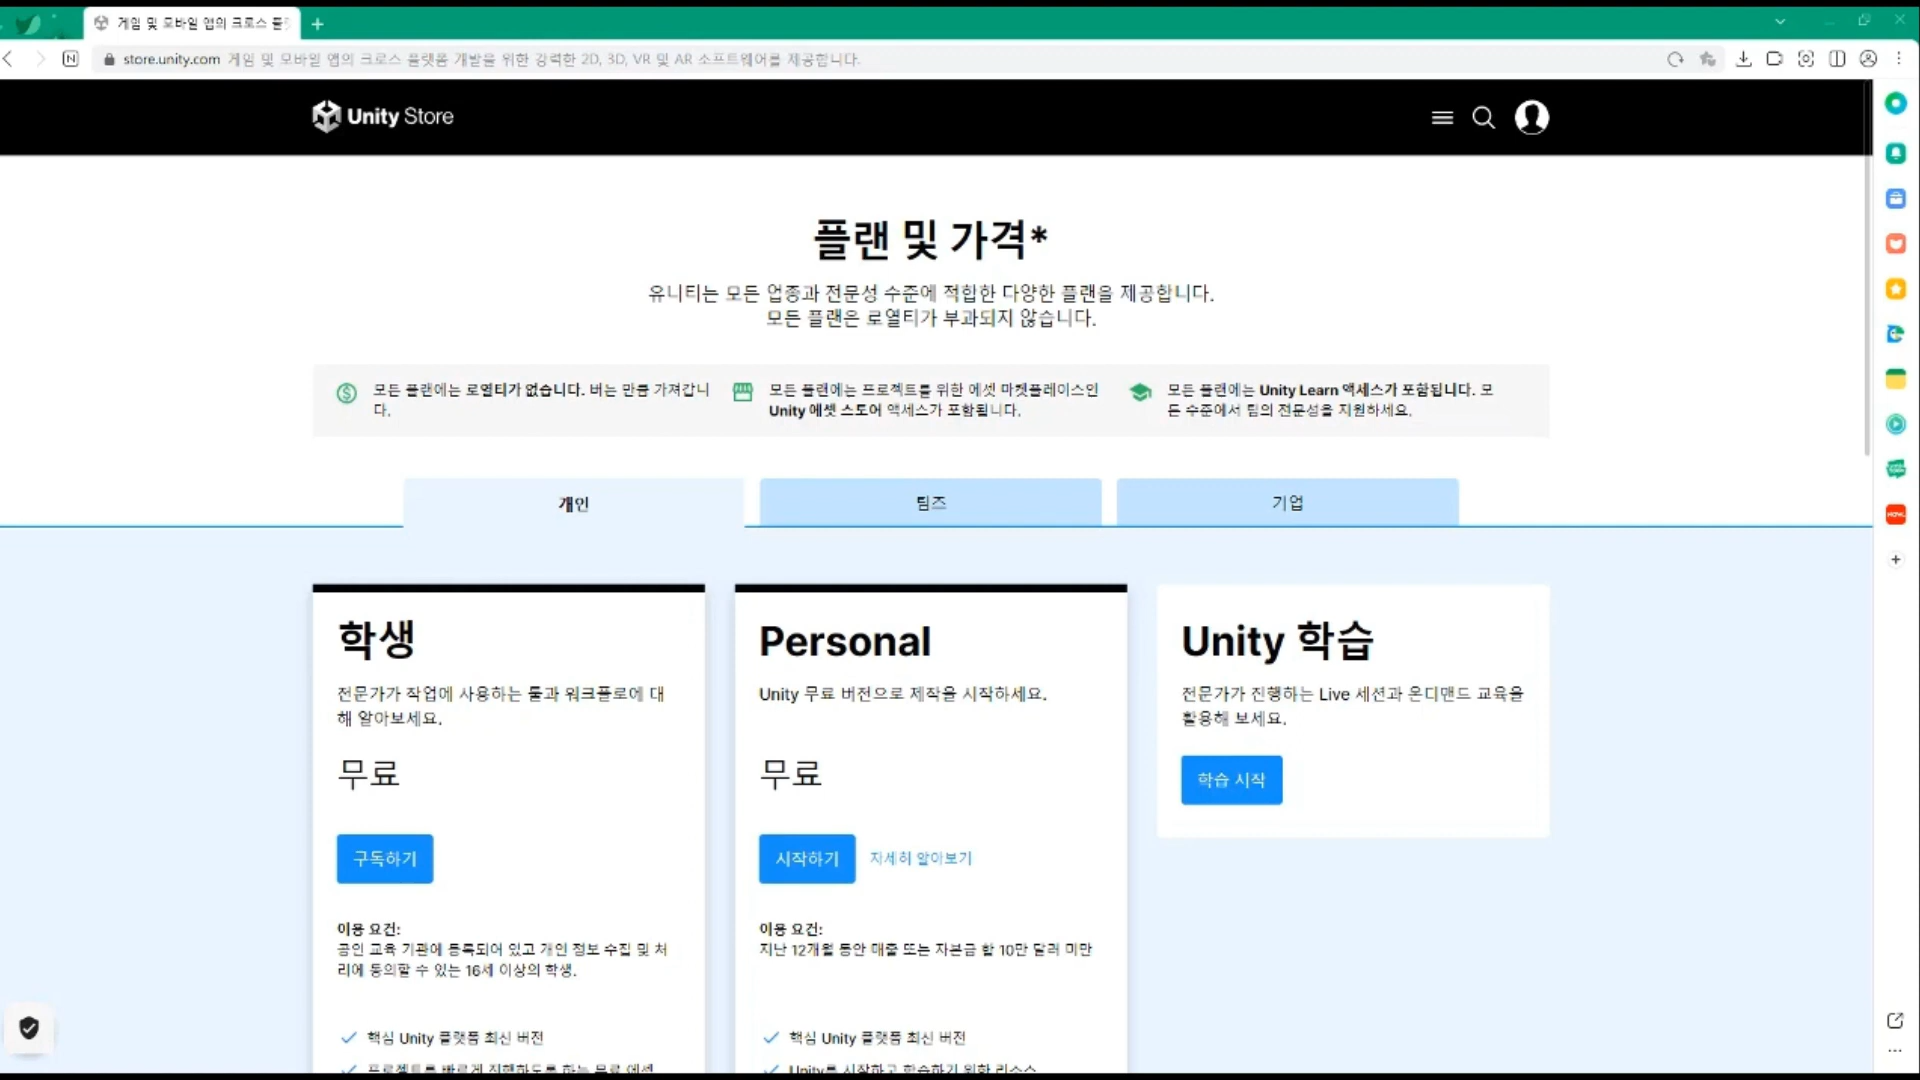 게임 및 모바일 앱의 크로스 플랫
store.unity.com 게임 및 모바일 앱의 크로스 플랫폼 개발을 위한 강력한 2D, 3D, VR 및 AR 소프트웨어를 제공합니다.
Unity Store
플랜 및 가격*
유니티는 모든 업종과 전문성 수준에 적합한 다양한 플랜을 제공합니다.
모든 플랜은 로열티가 부과되지 않습니다.
모든 플랜에는 로열티가 없습니다. 버는 만큼 가져갑니
다.
모든 플랜에는 프로젝트를 위한 에셋 마켓플레이스인
Unity 에셋 스토어 액세스가 포함됩니다.
모든 플랜에는 Unity Learn 액세스가 포함됩니다. 모
든 수준에서 팀의 전문성을 지원하세요.
개인
팀즈
기업
학생
전문가가 작업에 사용하는 툴과 워크플로에 대
해 알아보세요.
무료
구독하기
이용 요건:
공인 교육 기관에 등록되어 있고 개인 정보 수집 및 처
리에 동의할 수 있는 16세 이상의 학생.
핵심 Unity 플랫폼 최신 버전
프로젝트를 빠르게 진행하도록 하는 무료 에셋
Personal
Unity 무료 버전으로 제작을 시작하세요.
무료
시작하기 자세히 알아보기
이용 요건:
지난 12개월 동안 매출 또는 자본금 합 10만 달러 미만
핵심 Unity 플랫폼 최신 버전
Unity를 시작하고 학습하기 위한 리소스
Unity 학습
전문가가 진행하는 Live 세션과 온디맨드 교육을
활용해 보세요.
학습 시작